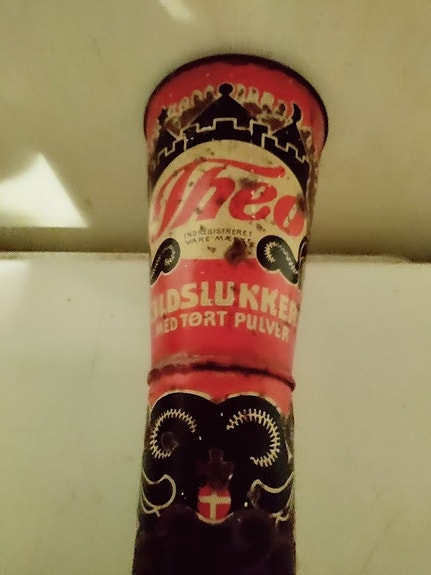 Theo
INDREGISTRERET
VARE MÆRKE
ILDSLUKKER
MED TØRT PULVER